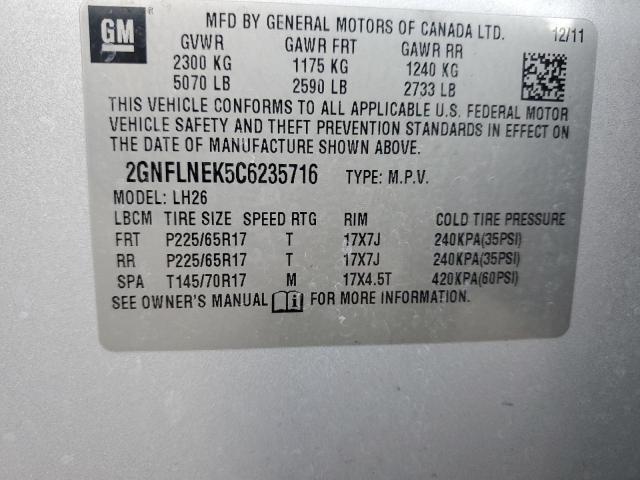 GM
MFD BY GENERAL MOTORS OF CANADA LTD. 12/11
GVWR GAWR FRT GAWR RR
2300 KG 1175 KG 1240 KG
5070 LB 2590 LB 2733 LB
THIS VEHICLE CONFORMS TO ALL APPLICABLE U.S. FEDERAL MOTOR
VEHICLE SAFETY AND THEFT PREVENTION STANDARDS IN EFFECT ON
THE DATE OF MANUFACTURE SHOWN ABOVE.
2GNFLNEK5C6235716 TYPE: M.P.V.
MODEL: LH26
LBCM TIRE SIZE SPEED RTG RIM COLD TIRE PRESSURE
FRT P225/65R17 T 17X7J 240KPA(35PSI)
RR P225/65R17 T 17X7J 240KPA(35PSI)
SPA T145/70R17 M 17X4.5T 420KPA(60PSI)
SEE OWNER'S MANUAL FOR MORE INFORMATION.